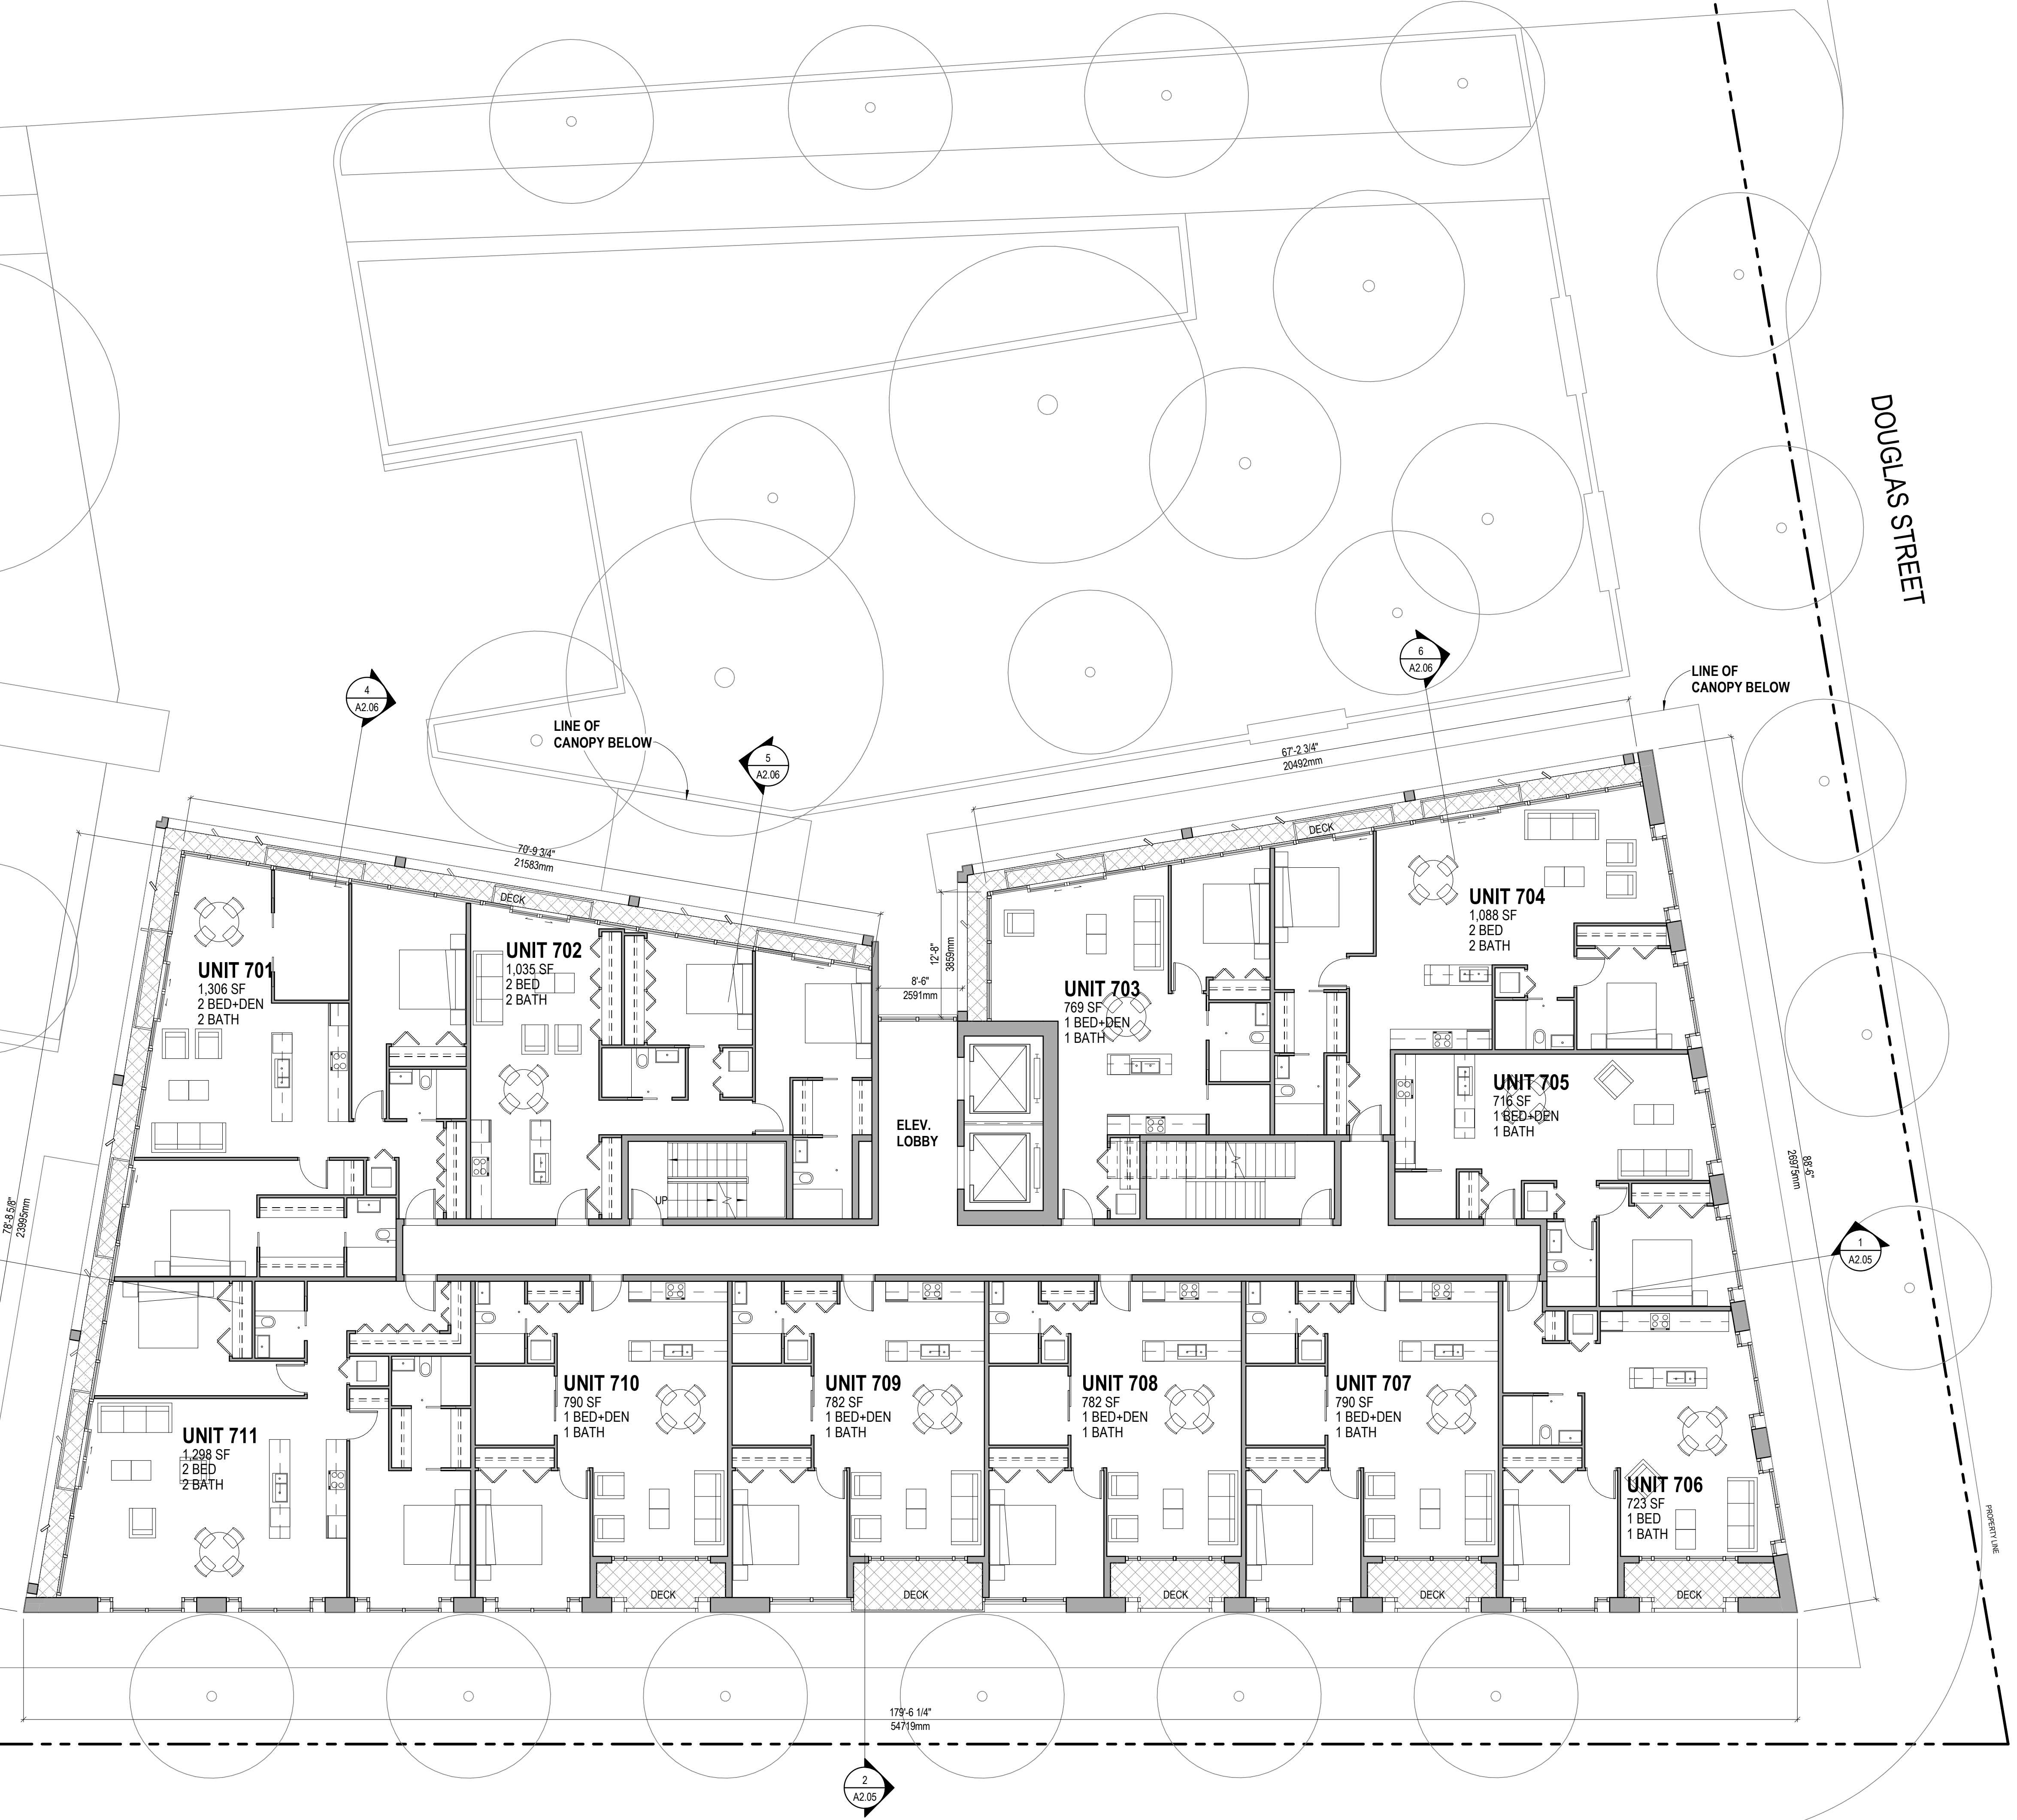 DOUGLAS STREET
6
A2.06
LINE OF
CANOPY BELOW
4
A2.06
LINE OF
CANOPY BELOW
5
A2.06
67'-2 3/4"
20492mm
70'-9 3/4"
21583mm
DECK
DECK
UNIT 701
1,306 SF
2 BED+DEN
2 BATH
UNIT 702
1,035 SF
2 BED
2 BATH
12'-8"
3859mm
8'-6"
2591mm
UNIT 703
769 SF
1 BED+DEN
1 BATH
UNIT 704
1,088 SF
2 BED
2 BATH
UNIT 705
716 SF
1 BED+DEN
1 BATH
ELEV.
LOBBY
UP
78'-8 5/8"
23995mm
88'-6"
26975mm
1
A2.05
UNIT 711
1,298 SF
2 BED
2 BATH
UNIT 710
790 SF
1 BED+DEN
1 BATH
UNIT 709
782 SF
1 BED+DEN
1 BATH
UNIT 708
782 SF
1 BED+DEN
1 BATH
UNIT 707
790 SF
1 BED+DEN
1 BATH
UNIT 706
723 SF
1 BED
1 BATH
PROPERTY LINE
DECK
DECK
DECK
DECK
DECK
179'-6 1/4"
54719mm
2
A2.05